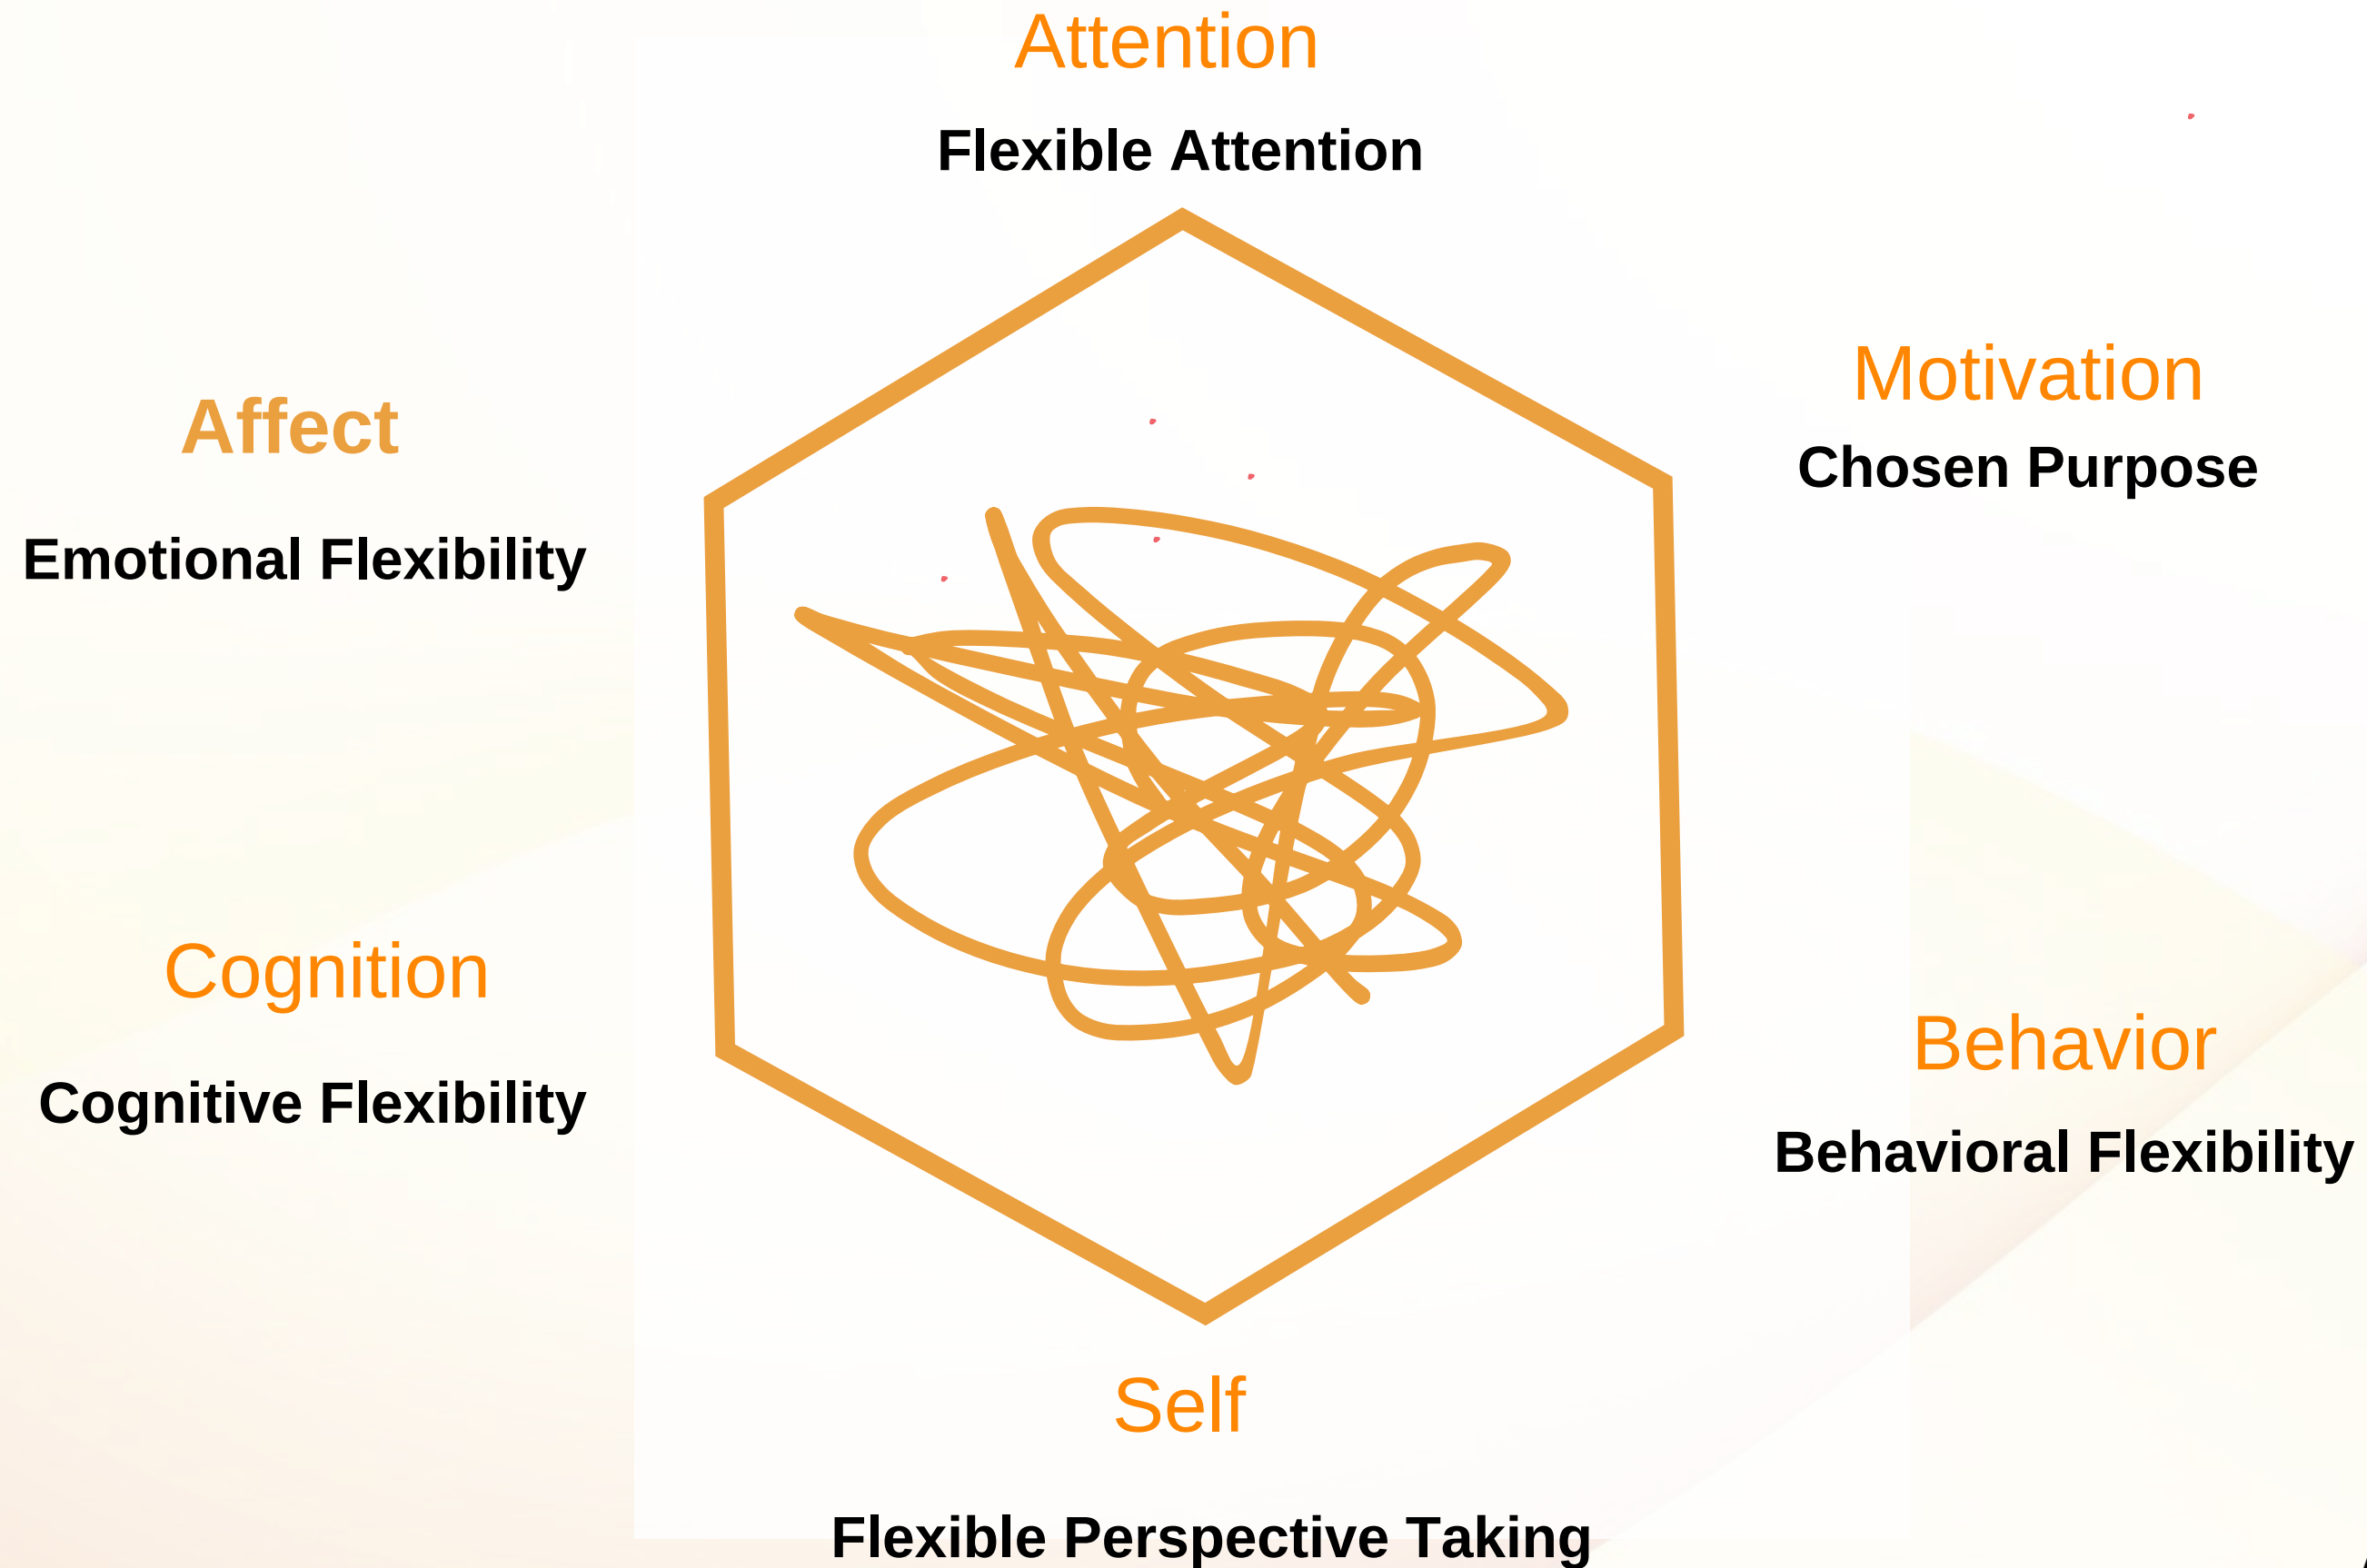 Attention
Flexible Attention
Motivation
Chosen Purpose
Affect
Emotional Flexibility
Cognition
Cognitive Flexibility
Behavior
Behavioral Flexibility
Self
Flexible Perspective Taking